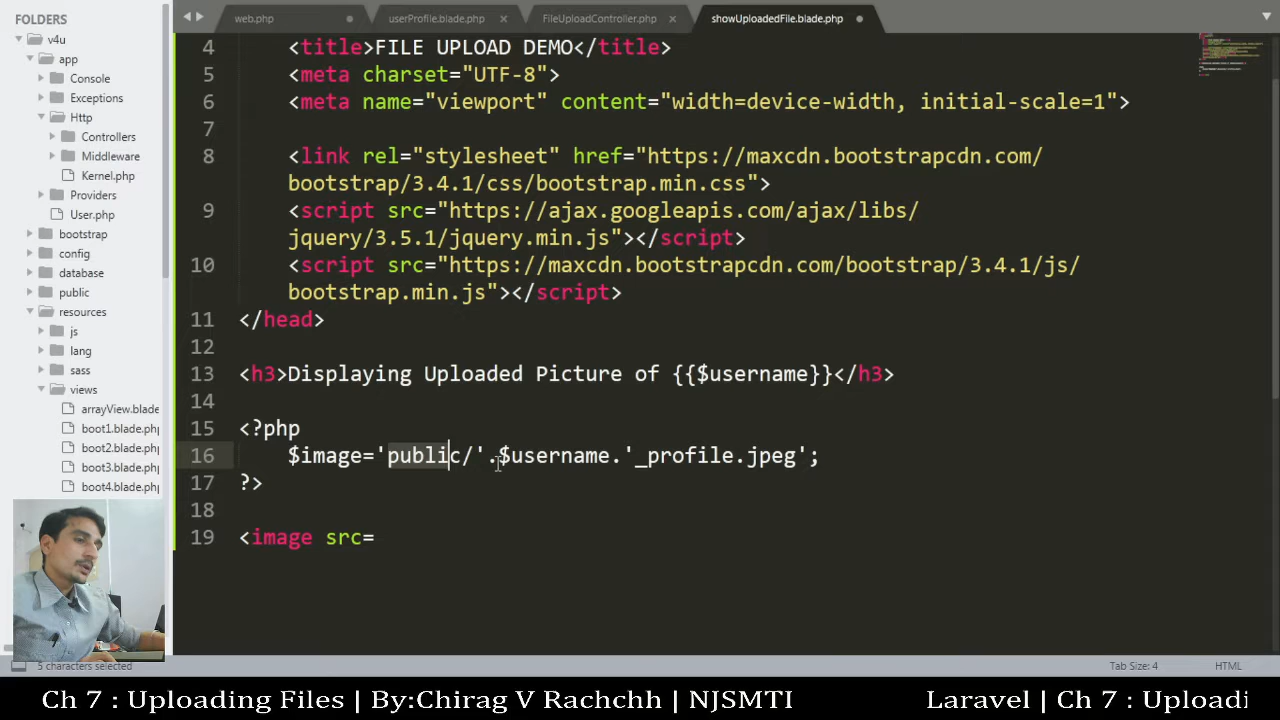 FOLDERS
v4u
app
Console
Exceptions
Http
Controllers
Middleware
Kernel.php
Providers
User.php
bootstrap
config
database
public
resources
js
lang
sass
views
arrayView.blade
boot1.blade.php
boot2.blade.php
boot3.blade.php
boot4.blade.php
web.php
userProfile.blade.php
FileUploadController.php
showUploadedFile.blade.php
4 <title>FILE UPLOAD DEMO</title>
5 <meta charset="UTF-8">
6 <meta name="viewport" content="width=device-width, initial-scale=1">
7
8 <link rel="stylesheet" href="https://maxcdn.bootstrapcdn.com/
bootstrap/3.4.1/css/bootstrap.min.css">
9 <script src="https://ajax.googleapis.com/ajax/libs/
jquery/3.5.1/jquery.min.js"></script>
10 <script src="https://maxcdn.bootstrapcdn.com/bootstrap/3.4.1/js/
bootstrap.min.js"></script>
11 </head>
12
13 <h3>Displaying Uploaded Picture of {{$username}}</h3>
14
15 <?php
16 $image='public/'.$username.'_profile.jpeg';
17 ?>
18
19 <image src=
5 characters selected
Tab Size: 4
HTML
Ch 7 : Uploading Files | By:Chirag V Rachchh | NJSMTI
Laravel | Ch 7 : Uploadi